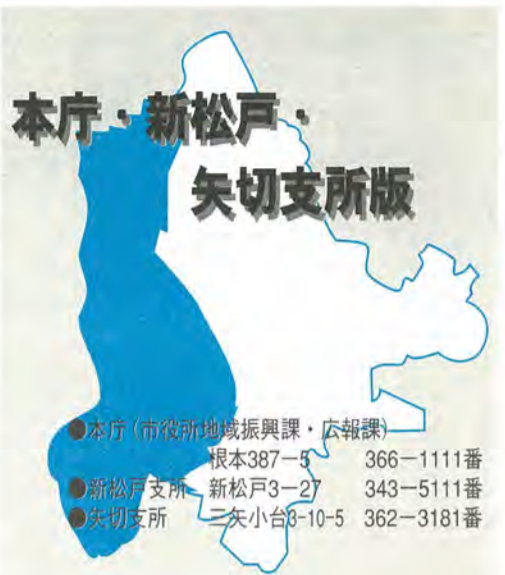 本庁・新松戸・
矢切支所版
●本庁(市役所地域振興課・広報課)
根本387−5 366−1111番
●新松戸支所 新松戸3−27 343−5111番
●矢切支所 三矢小台3-10-5 362−3181番